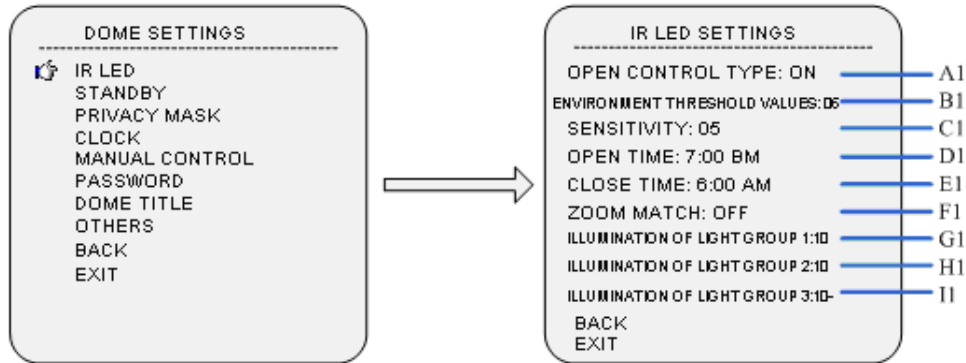 DOME SETTINGS
IR LED
STANDBY
PRIVACY MASK
CLOCK
MANUAL CONTROL
PASSWORD
DOME TITLE
OTHERS
BACK
EXIT
IR LED SETTINGS
OPEN CONTROL TYPE: ON
A1
ENVIRONMENT THRESHOLD VALUES:05
B1
SENSITIVITY: 05
C1
OPEN TIME: 7:00 BM
D1
CLOSE TIME: 6:00 AM
E1
ZOOM MATCH: OFF
F1
ILLUMINATION OF LIGHT GROUP 1:10
G1
ILLUMINATION OF LIGHT GROUP 2:10
H1
ILLUMINATION OF LIGHT GROUP 3:10-
I1
BACK
EXIT